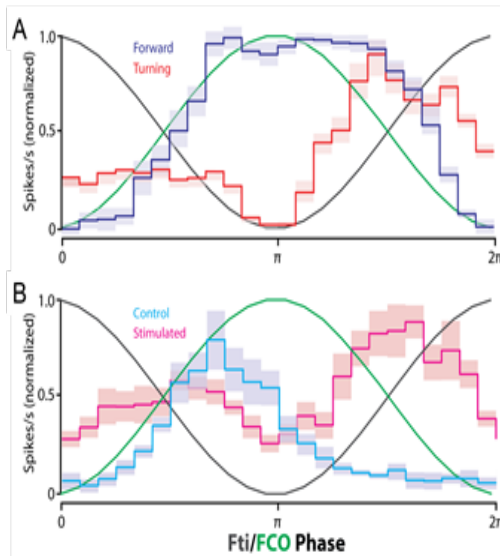 A
Forward
Turning
Spikes/s (normalized)
1.0
0.5
0
0
π
2π
B
Control
Stimulated
Spikes/s (normalized)
1.0
0.5
0
0
π
2π
Fti/FCO Phase